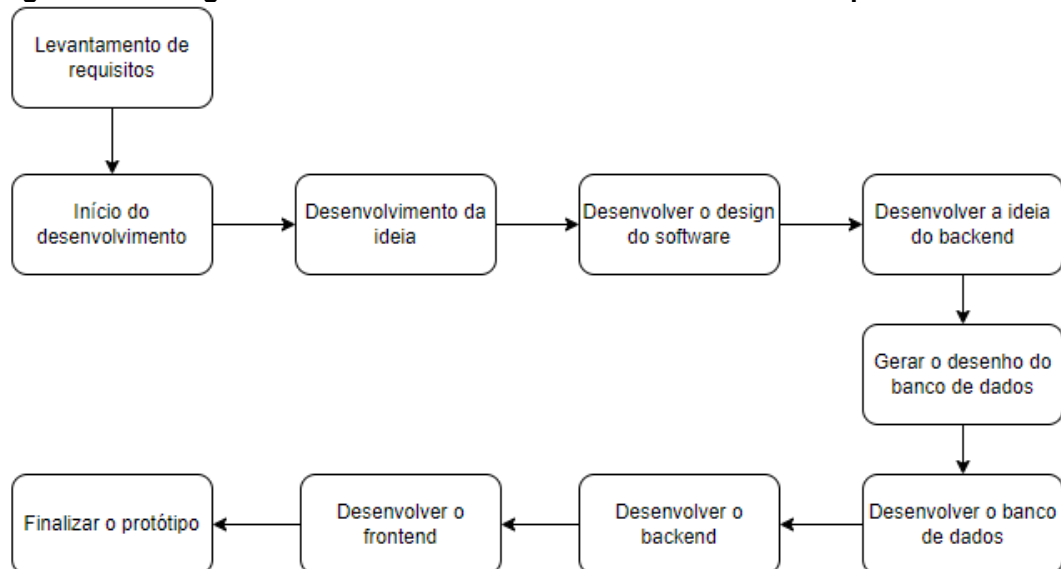 Levantamento de
requisitos
Início do
desenvolvimento
Desenvolvimento da
ideia
Desenvolver o design
do software
Desenvolver a ideia
do backend
Gerar o desenho do
banco de dados
Desenvolver o banco
de dados
Desenvolver o
backend
Desenvolver o
frontend
Finalizar o protótipo